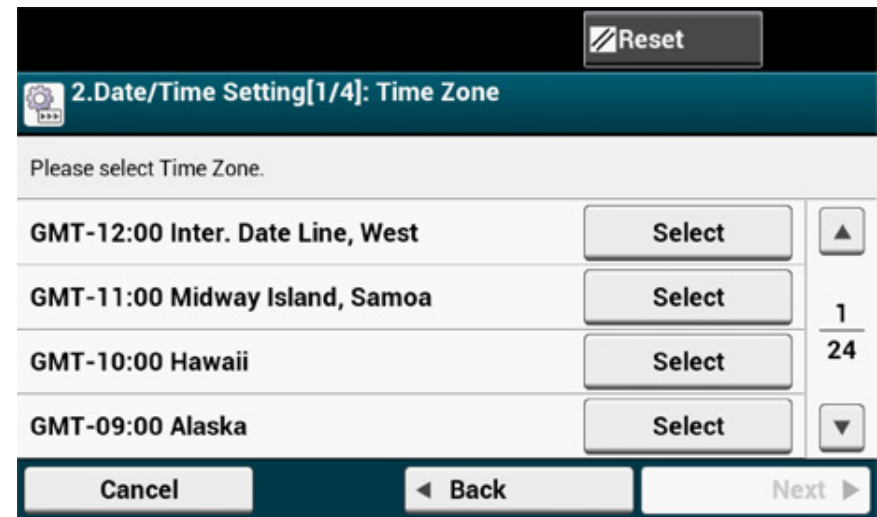 Reset
2.Date/Time Setting[1/4]: Time Zone
Please select Time Zone.
GMT-12:00 Inter. Date Line, West Select ▲
GMT-11:00 Midway Island, Samoa Select
1
24
GMT-10:00 Hawaii Select
GMT-09:00 Alaska Select ▼
Cancel ◀ Back Next ▶